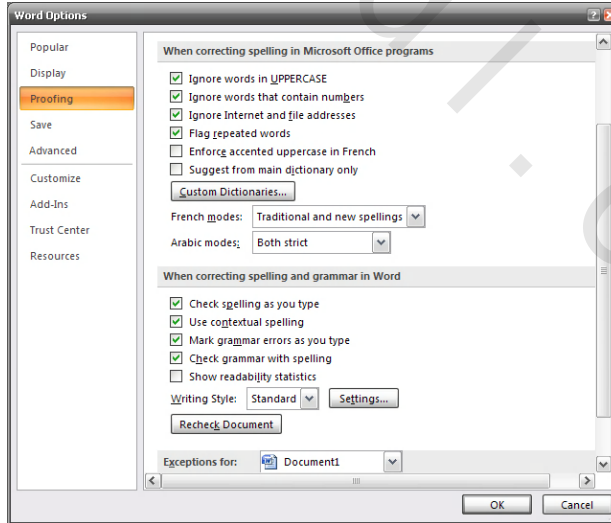 Word Options
Popular
Display
Proofing
Save
Advanced
Customize
Add-Ins
Trust Center
Resources
When correcting spelling in Microsoft Office programs
Ignore words in UPPERCASE
Ignore words that contain numbers
Ignore Internet and file addresses
Flag repeated words
Enforce accented uppercase in French
Suggest from main dictionary only
Custom Dictionaries...
French modes: Traditional and new spellings
Arabic modes: Both strict
When correcting spelling and grammar in Word
Check spelling as you type
Use contextual spelling
Mark grammar errors as you type
Check grammar with spelling
Show readability statistics
Writing Style: Standard Settings...
Recheck Document
Exceptions for: Document1
OK Cancel